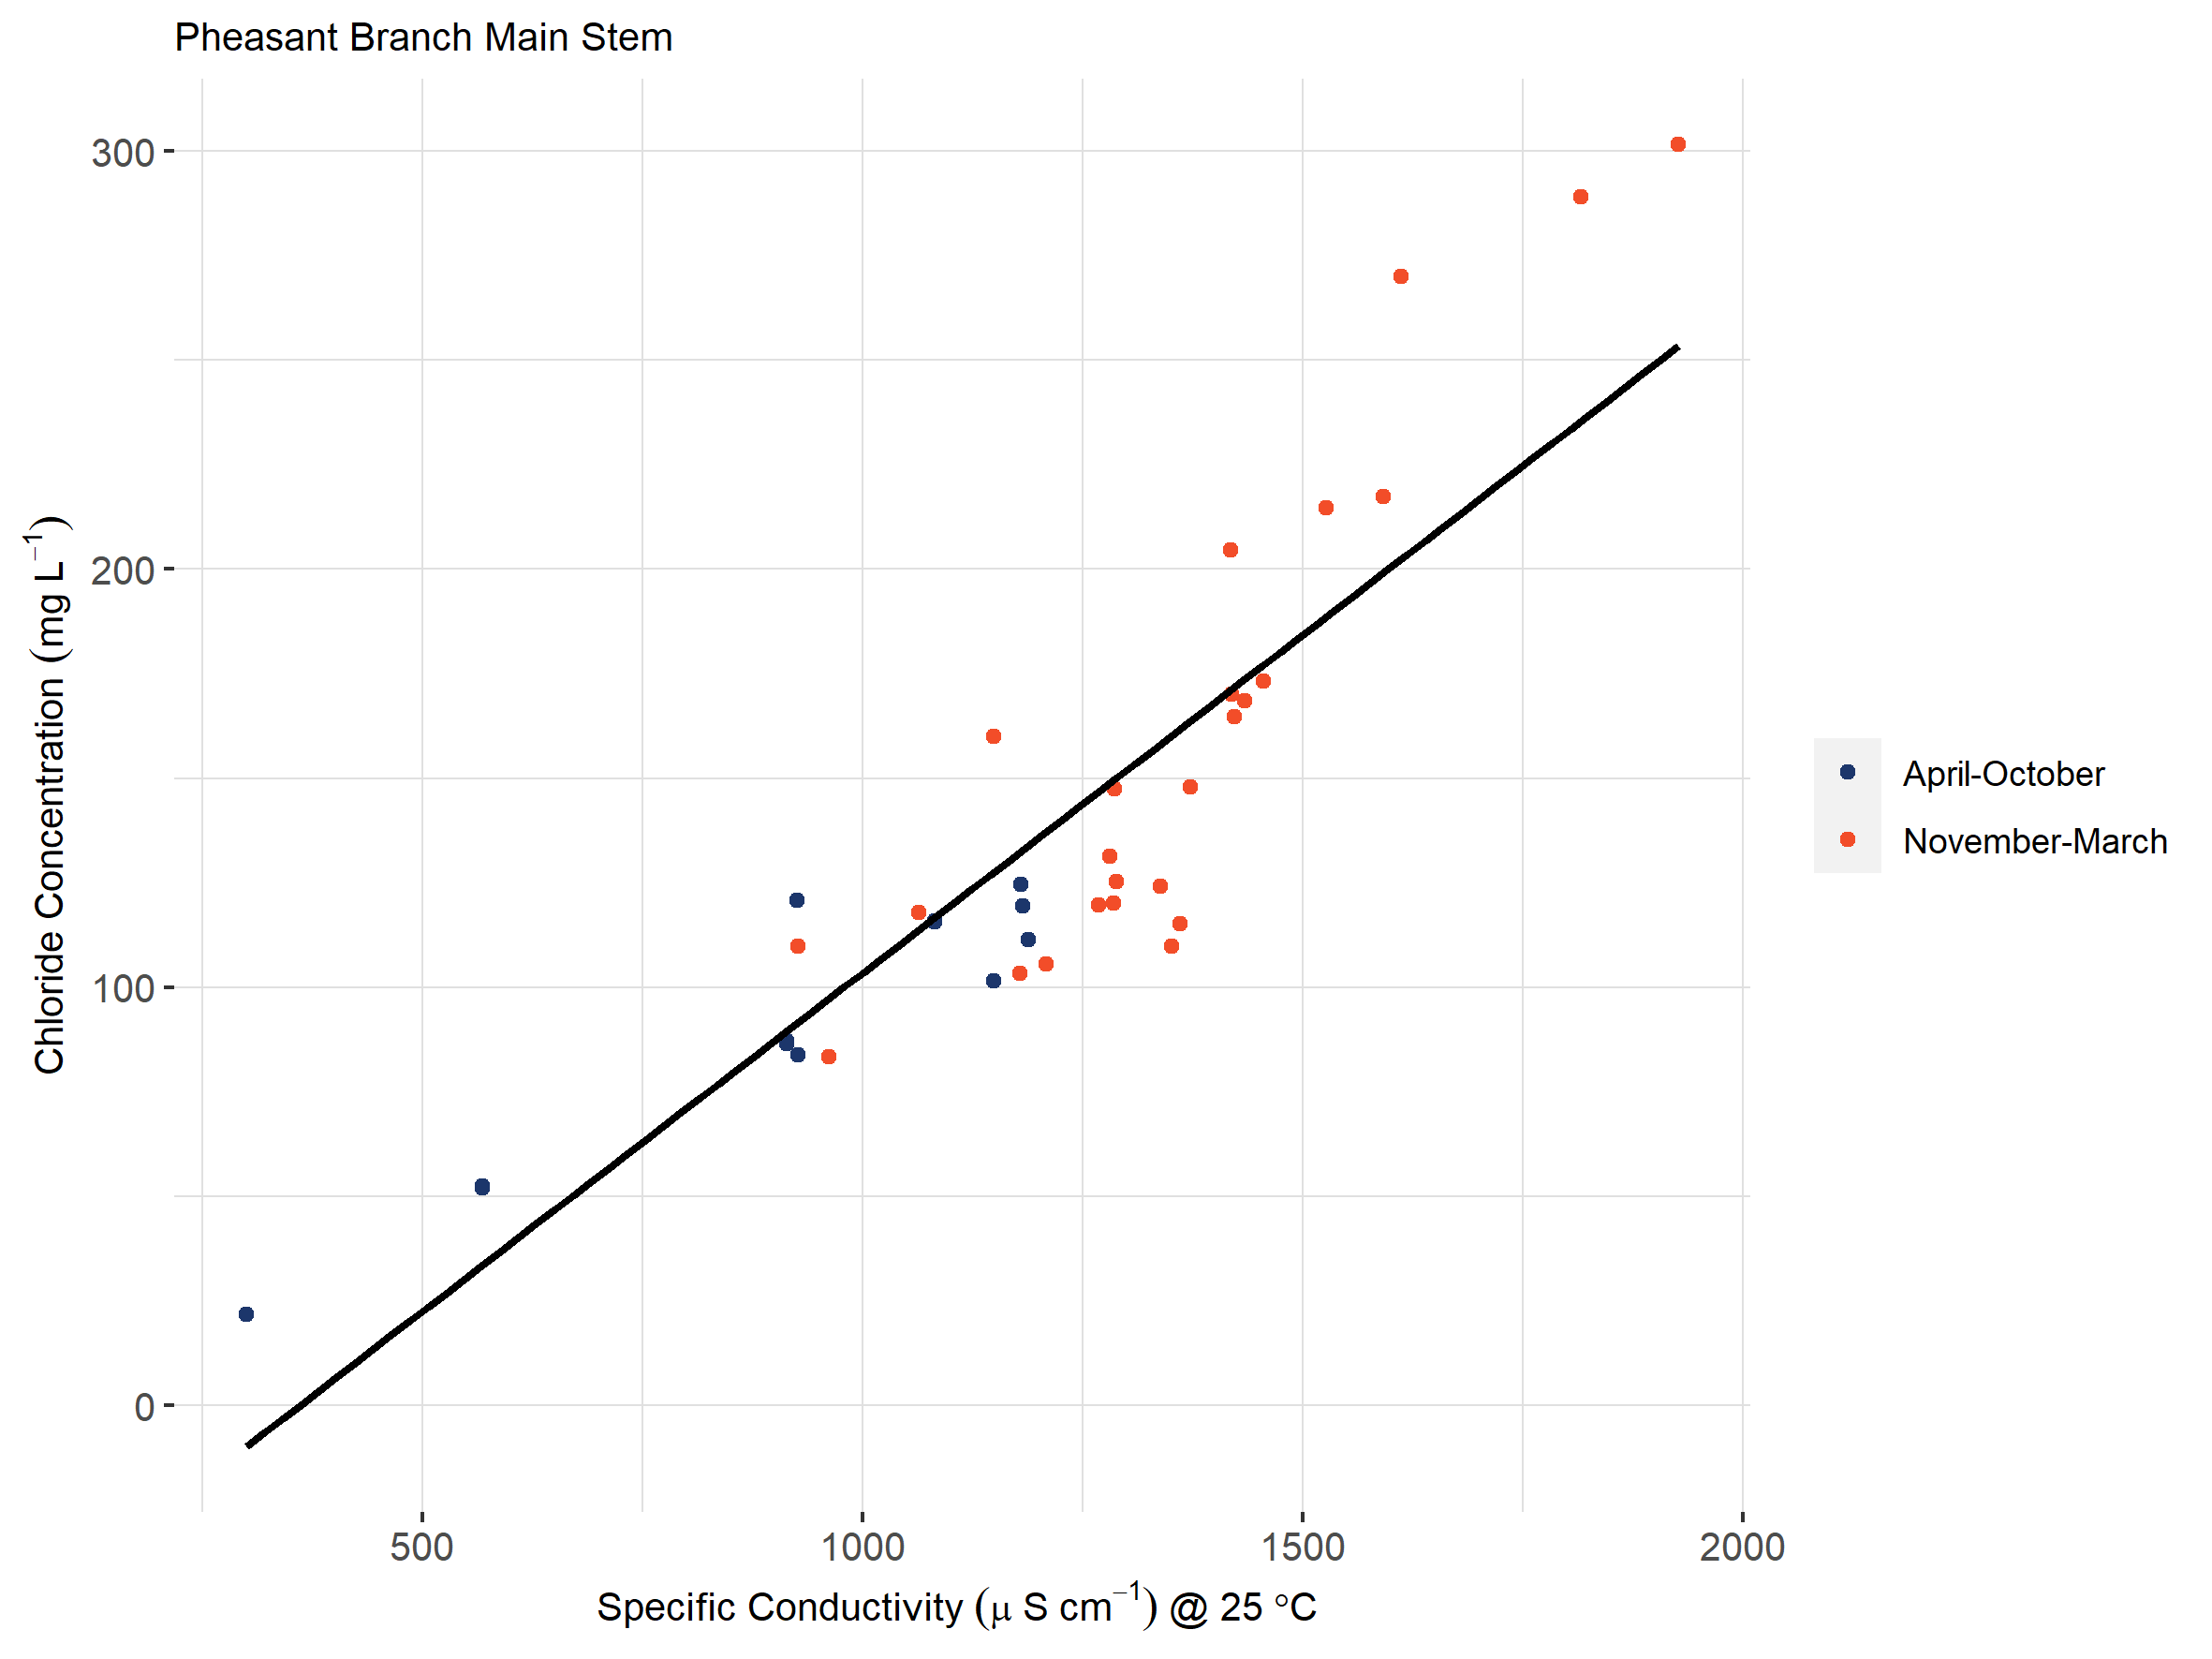 Pheasant Branch Main Stem
300
200
100
0
Chloride Concentration (mg L⁻¹)
500 1000 1500 2000
Specific Conductivity (μ S cm⁻¹) @ 25 °C
April-October
November-March